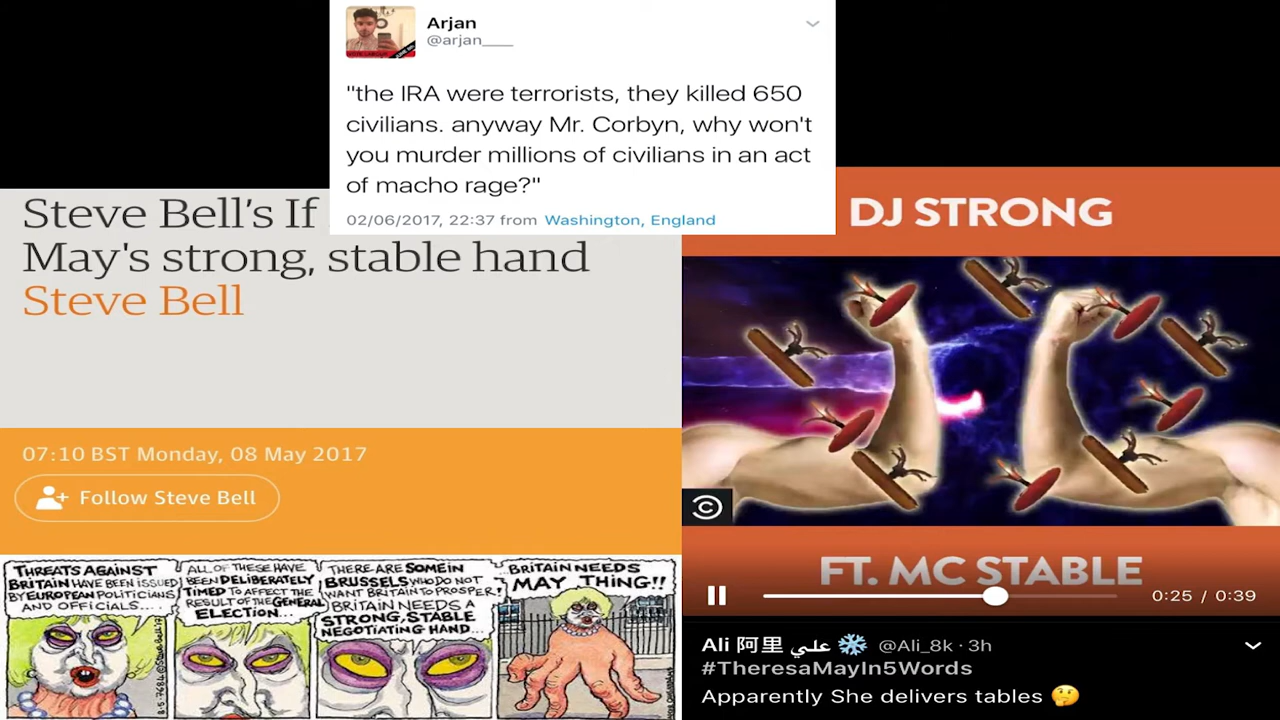 Arjan
@arjan___
"the IRA were terrorists, they killed 650
civilians. anyway Mr. Corbyn, why won't
you murder millions of civilians in an act
of macho rage?"
02/06/2017, 22:37 from Washington, England
Steve Bell's If
May's strong, stable hand
Steve Bell
07:10 BST Monday, 08 May 2017
Follow Steve Bell
THREATS AGAINST
BRITAIN HAVE BEEN ISSUED
BY EUROPEAN POLITICIANS
AND OFFICIALS...
ALL OF THESE HAVE
BEEN DELIBERATELY
TIMED TO AFFECT THE
RESULT OF THE GENERAL
ELECTION...
THERE ARE SOME IN
BRUSSELS WHO DO NOT
WANT BRITAIN TO PROSPER!
BRITAIN NEEDS A
STRONG, STABLE
NEGOTIATING HAND...
BRITAIN NEEDS
MAY THING!!
DJ STRONG
FT. MC STABLE
0:25 / 0:39
Ali 阿里 علي @Ali_8k · 3h
#TheresaMayIn5Words
Apparently She delivers tables 🤔